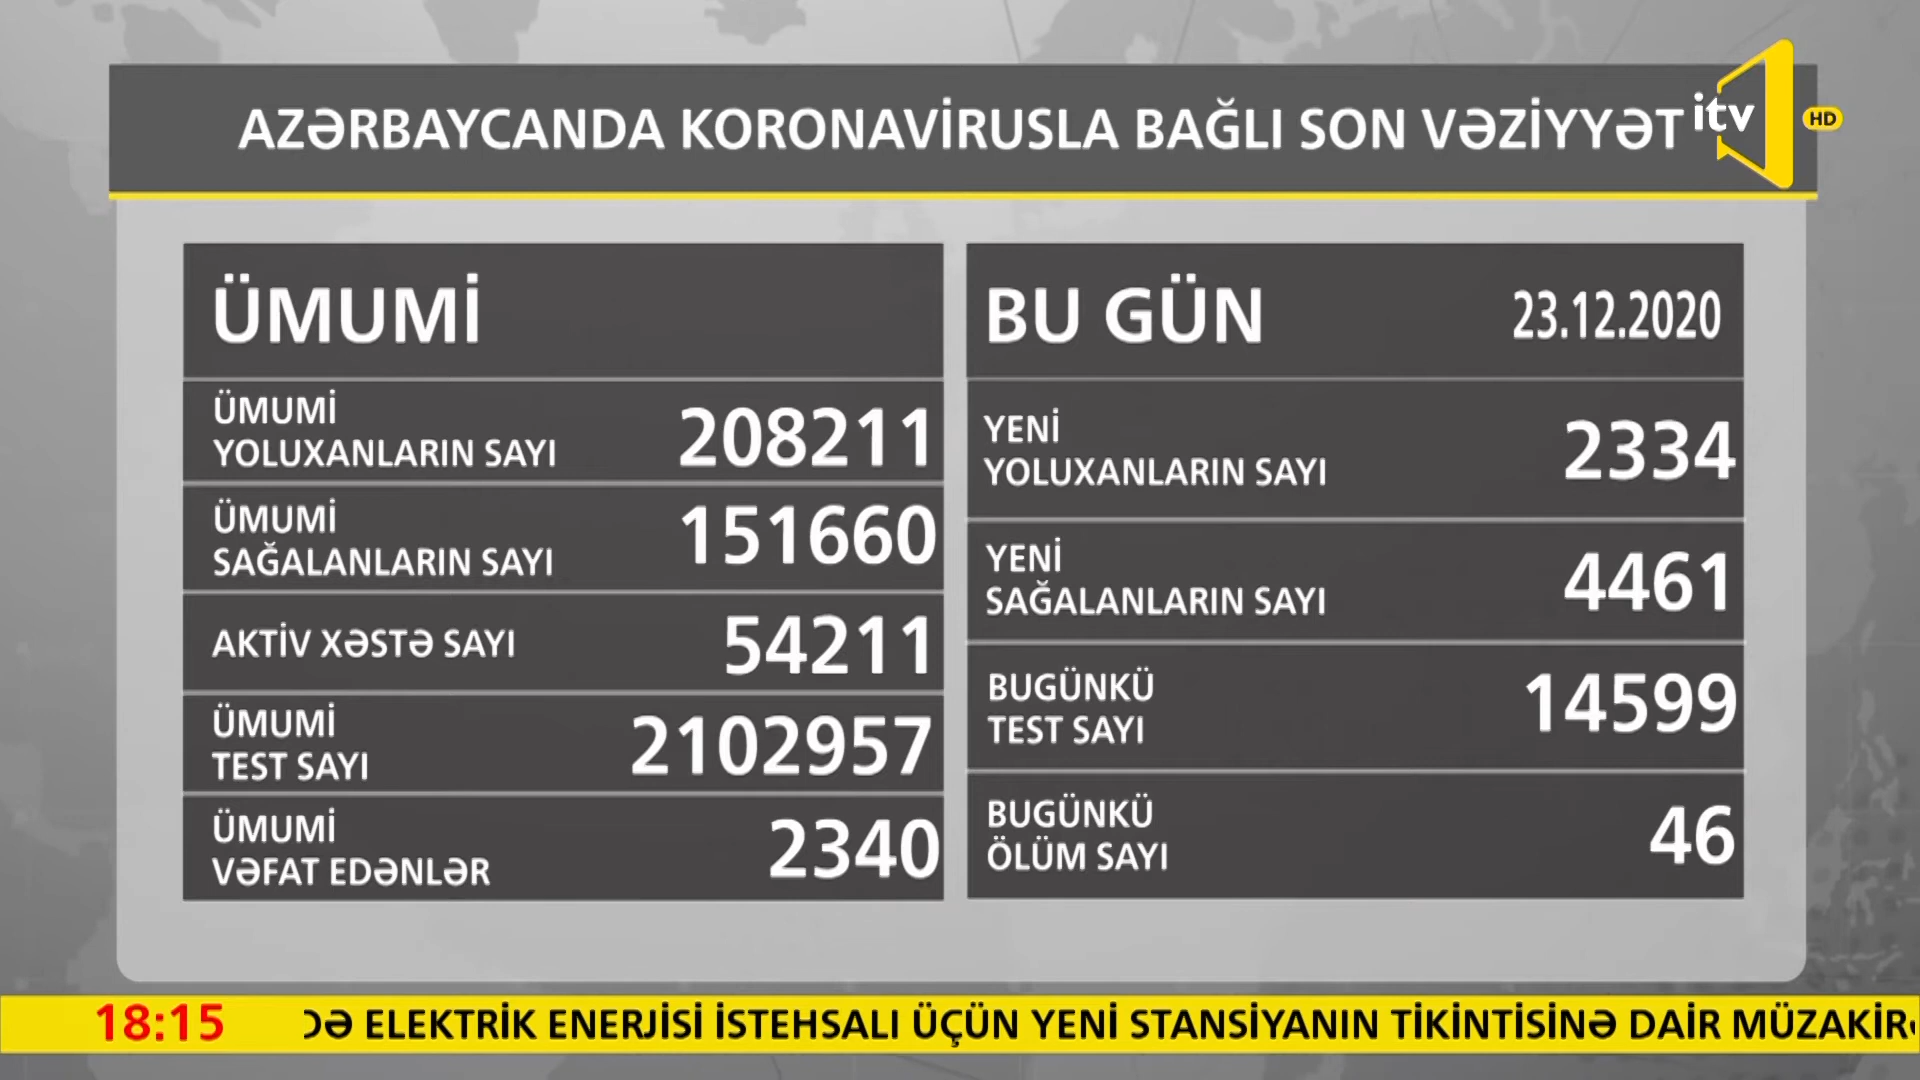 AZƏRBAYCANDA KORONAVİRUSLA BAĞLI SON VƏZİYYƏT
itv
HD
ÜMUMİ
ÜMUMİ
YOLUXANLARIN SAYI
208211
ÜMUMİ
SAĞALANLARIN SAYI
151660
AKTİV XƏSTƏ SAYI
54211
ÜMUMİ
TEST SAYI
2102957
ÜMUMİ
VƏFAT EDƏNLƏR
2340
BU GÜN
23.12.2020
YENİ
YOLUXANLARIN SAYI
2334
YENİ
SAĞALANLARIN SAYI
4461
BUGÜNKÜ
TEST SAYI
14599
BUGÜNKÜ
ÖLÜM SAYI
46
18:15
ELEKTRİK ENERJİSİ İSTEHSALI ÜÇÜN YENİ STANSİYANIN TİKİNTİSİNƏ DAİR